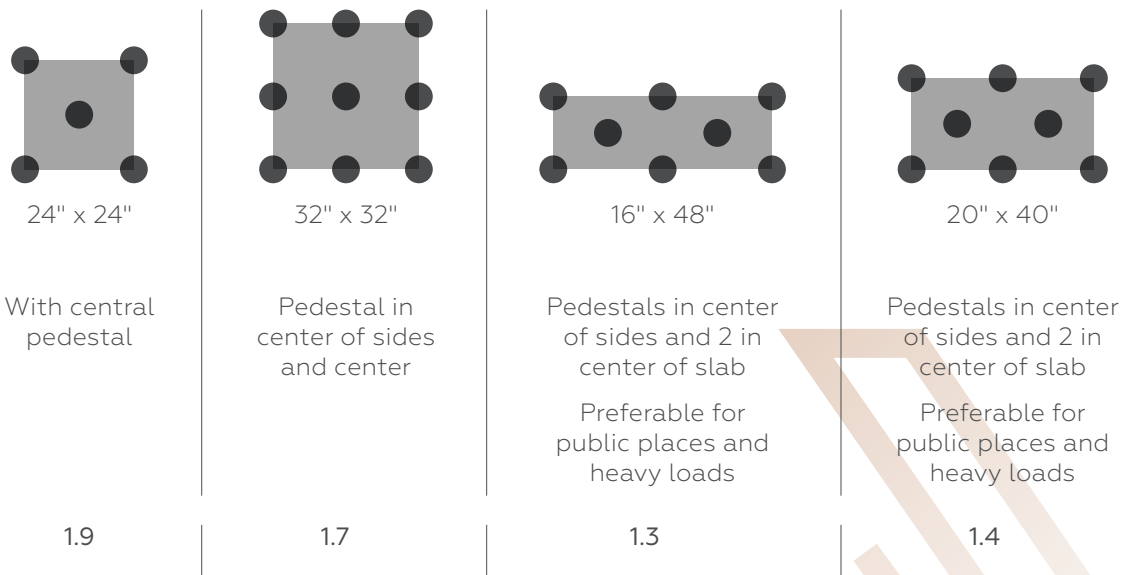 24" x 24"
32" x 32"
16" x 48"
20" x 40"
With central
pedestal
Pedestal in
center of sides
and center
Pedestals in center
of sides and 2 in
center of slab
Preferable for
public places and
heavy loads
Pedestals in center
of sides and 2 in
center of slab
Preferable for
public places and
heavy loads
1.9
1.7
1.3
1.4